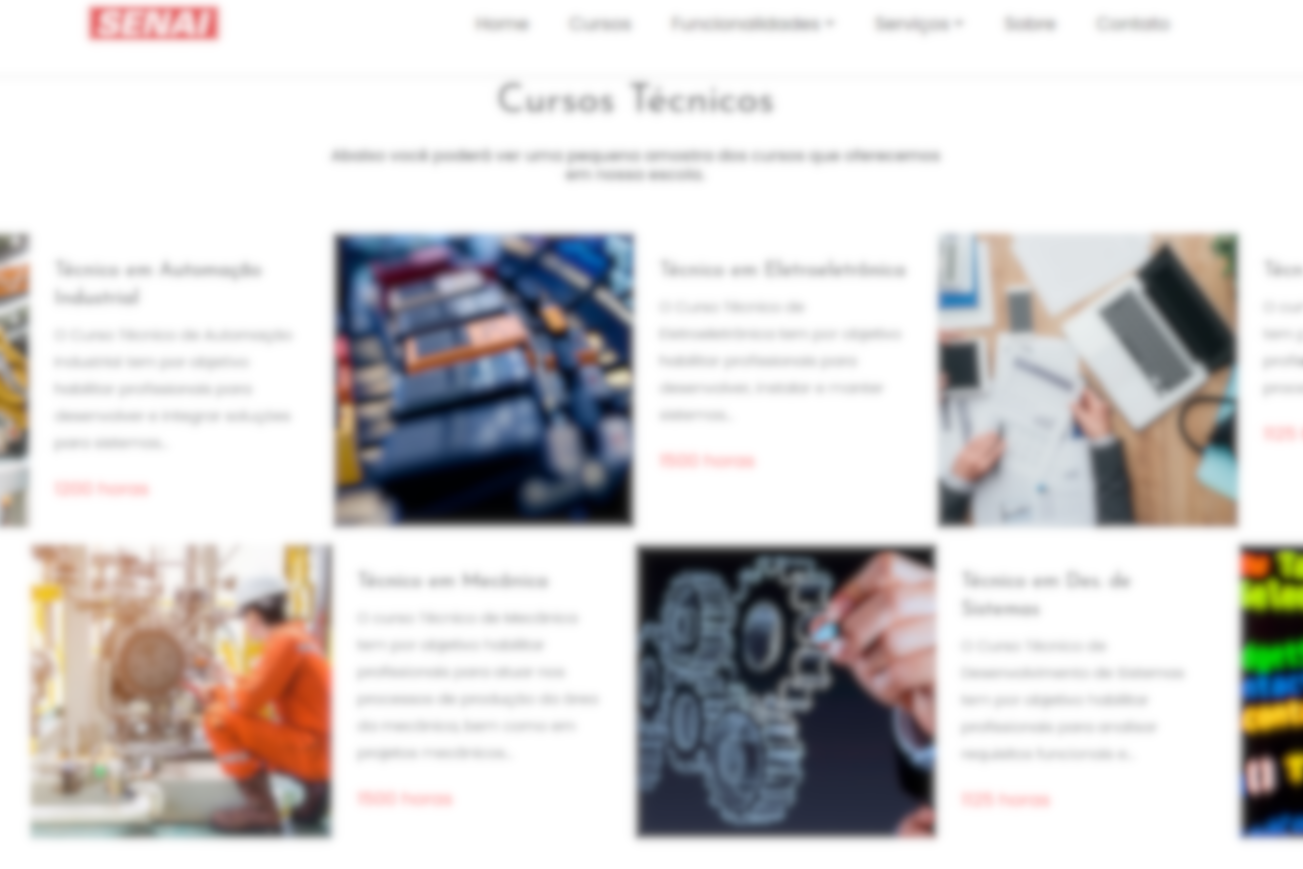 SENAI
Home Cursos Funcionalidades Serviços Sobre Contato
Cursos Técnicos
Abaixo você poderá ver uma pequena amostra dos cursos que oferecemos
em nossa escola.
Técnico em Automação
Industrial
O Curso Técnico de Automação
Industrial tem por objetivo
habilitar profissionais para
desenvolver e integrar soluções
para sistemas...
1200 horas
Técnico em Eletroeletrônica
O Curso Técnico de
Eletroeletrônica tem por objetivo
habilitar profissionais para
desenvolver, instalar e manter
sistemas...
1500 horas
Técnico em Mecânica
O curso Técnico de Mecânica
tem por objetivo habilitar
profissionais para atuar nos
processos de produção da área
da mecânica, bem como em
projetos mecânicos...
1500 horas
Técnico em Des. de
Sistemas
O Curso Técnico de
Desenvolvimento de Sistemas
tem por objetivo habilitar
profissionais para analisar
requisitos funcionais e...
1125 horas